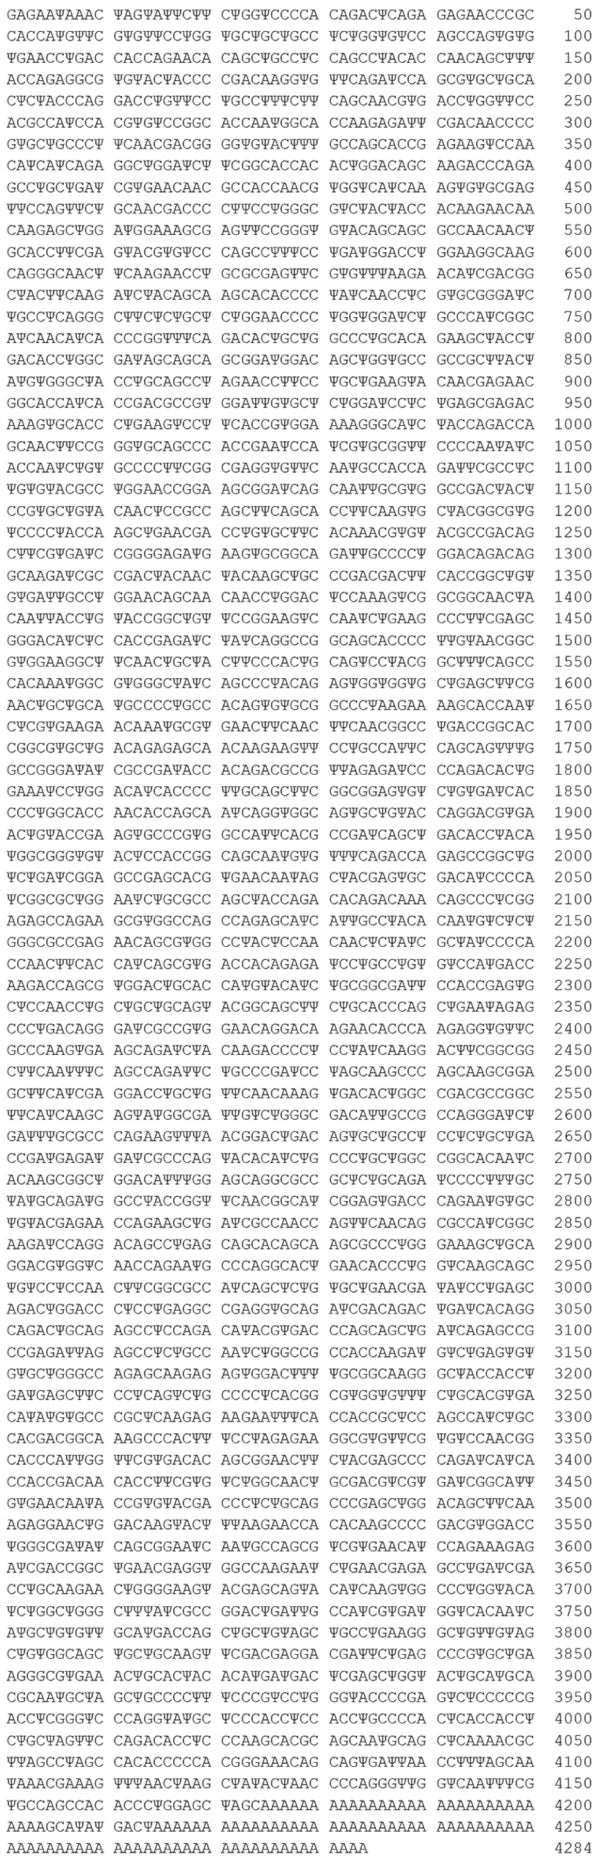 GAGAAΨAAAC ΨAGΨAΨΨCΨΨ CΨGGΨCCCCA CAGACΨCAGA GAGAACCCGC 50
CACCAΨGΨΨC GΨGΨΨCCΨGG ΨGCΨGCΨGCC ΨCΨGGΨGΨCC AGCCAGΨGΨG 100
ΨGAACCΨGAC CACCAGAACA CAGCΨGCCΨC CAGCCΨACAC CAACAGCΨΨΨ 150
ACCAGAGGCG ΨGΨACΨACCC CGACAAGGΨG ΨΨCAGAΨCCA GCGΨGCΨGCA 200
CΨCΨACCCAG GACCΨGΨΨCC ΨGCCΨΨΨCΨΨ CAGCAACGΨG ACCΨGGΨΨCC 250
ACGCCAΨCCA CGΨGΨCCGGC ACCAAΨGGCA CCAAGAGAΨΨ CGACAACCCC 300
GΨGCΨGCCCΨ ΨCAACGACGG GGΨGΨACΨΨΨ GCCAGCACCG AGAAGΨCCAA 350
CAΨCAΨCAGA GGCΨGGAΨCΨ ΨCGGCACCAC ACΨGGACAGC AAGACCCAGA 400
GCCΨGCΨGAΨ CGΨGAACAAC GCCACCAACG ΨGGΨCAΨCAA AGΨGΨGCGAG 450
ΨΨCCAGΨΨCΨ GCAACGACCC CΨΨCCΨGGGC GΨCΨACΨACC ACAAGAACAA 500
CAAGAGCΨGG AΨGGAAAGCG AGΨΨCCGGGΨ GΨACAGCAGC GCCAACAACΨ 550
GCACCΨΨCGA GΨACGΨGΨCC CAGCCΨΨΨCC ΨGAΨGGACCΨ GGAAGGCAAG 600
CAGGGCAACΨ ΨCAAGAACCΨ GCGCGAGΨΨC GΨGΨΨΨAAGA ACAΨCGACGG 650
CΨACΨΨCAAG AΨCΨACAGCA AGCACACCCC ΨAΨCAACCΨC GΨGCGGGAΨC 700
ΨGCCΨCAGGG CΨΨCΨCΨGCΨ CΨGGAACCCC ΨGGΨGGAΨCΨ GCCCAΨCGGC 750
AΨCAACAΨCA CCCGGΨΨΨCA GACACΨGCΨG GCCCΨGCACA GAAGCΨACCΨ 800
GACACCΨGGC GAΨAGCAGCA GCGGAΨGGAC AGCΨGGΨGCC GCCGCΨΨACΨ 850
AΨGΨGGGCΨA CCΨGCAGCCΨ AGAACCΨΨCC ΨGCΨGAAGΨA CAACGAGAAC 900
GGCACCAΨCA CCGACGCCGΨ GGAΨΨGΨGCΨ CΨGGAΨCCΨC ΨGAGCGAGAC 950
AAAGΨGCACC CΨGAAGΨCCΨ ΨCACCGΨGGA AAAGGGCAΨC ΨACCAGACCA 1000
GCAACΨΨCCG GGΨGCAGCCC ACCGAAΨCCA ΨCGΨGCGGΨΨ CCCCAAΨAΨC 1050
ACCAAΨCΨGΨ GCCCCΨΨCGG CGAGGΨGΨΨC AAΨGCCACCA GAΨΨCGCCΨC 1100
ΨGΨGΨACGCC ΨGGAACCGGA AGCGGAΨCAG CAAΨΨGCGΨG GCCGACΨACΨ 1150
CCGΨGCΨGΨA CAACΨCCGCC AGCΨΨCAGCA CCΨΨCAAGΨG CΨACGGCGΨG 1200
ΨCCCCΨACCA AGCΨGAACGA CCΨGΨGCΨΨC ACAAACGΨGΨ ACGCCGACAG 1250
CΨΨCGΨGAΨC CGGGGAGAΨG AAGΨGCGGCA GAΨΨGCCCCΨ GGACAGACAG 1300
GCAAGAΨCGC CGACΨACAAC ΨACAAGCΨGC CCGACGACΨΨ CACCGGCΨGΨ 1350
GΨGAΨΨGCCΨ GGAACAGCAA CAACCΨGGAC ΨCCAAAGΨCG GCGGCAACΨA 1400
CAAΨΨACCΨG ΨACCGGCΨGΨ ΨCCGGAAGΨC CAAΨCΨGAAG CCCΨΨCGAGC 1450
GGGACAΨCΨC CACCGAGAΨC ΨAΨCAGGCCG GCAGCACCCC ΨΨGΨAACGGC 1500
GΨGGAAGGCΨ ΨCAACΨGCΨA CΨΨCCCACΨG CAGΨCCΨACG GCΨΨΨCAGCC 1550
CACAAAΨGGC GΨGGGCΨAΨC AGCCCΨACAG AGΨGGΨGGΨG CΨGAGCΨΨCG 1600
AACΨGCΨGCA ΨGCCCCΨGCC ACAGΨGΨGCG GCCCΨAAGAA AAGCACCAAΨ 1650
CΨCGΨGAAGA ACAAAΨGCGΨ GAACΨΨCAAC ΨΨCAACGGCC ΨGACCGGCAC 1700
CGGCGΨGCΨG ACAGAGAGCA ACAAGAAGΨΨ CCΨGCCAΨΨC CAGCAGΨΨΨG 1750
GCCGGGAΨAΨ CGCCGAΨACC ACAGACGCCG ΨΨAGAGAΨCC CCAGACACΨG 1800
GAAAΨCCΨGG ACAΨCACCCC ΨΨGCAGCΨΨC GGCGGAGΨGΨ CΨGΨGAΨCAC 1850
CCCΨGGCACC AACACCAGCA AΨCAGGΨGGC AGΨGCΨGΨAC CAGGACGΨGA 1900
ACΨGΨACCGA AGΨGCCCGΨG GCCAΨΨCACG CCGAΨCAGCΨ GACACCΨACA 1950
ΨGGCGGGΨGΨ ACΨCCACCGG CAGCAAΨGΨG ΨΨΨCAGACCA GAGCCGGCΨG 2000
ΨCΨGAΨCGGA GCCGAGCACG ΨGAACAAΨAG CΨACGAGΨGC GACAΨCCCCA 2050
ΨCGGCGCΨGG AAΨCΨGCGCC AGCΨACCAGA CACAGACAAA CAGCCCΨCGG 2100
AGAGCCAGAA GCGΨGGCCAG CCAGAGCAΨC AΨΨGCCΨACA CAAΨGΨCΨCΨ 2150
GGGCGCCGAG AACAGCGΨGG CCΨACΨCCAA CAACΨCΨAΨC GCΨAΨCCCCA 2200
CCAACΨΨCAC CAΨCAGCGΨG ACCACAGAGA ΨCCΨGCCΨGΨ GΨCCAΨGACC 2250
AAGACCAGCG ΨGGACΨGCAC CAΨGΨACAΨC ΨGCGGCGAΨΨ CCACCGAGΨG 2300
CΨCCAACCΨG CΨGCΨGCAGΨ ACGGCAGCΨΨ CΨGCACCCAG CΨGAAΨAGAG 2350
CCCΨGACAGG GAΨCGCCGΨG GAACAGGACA AGAACACCCA AGAGGΨGΨΨC 2400
GCCCAAGΨGA AGCAGAΨCΨA CAAGACCCCΨ CCΨAΨCAAGG ACΨΨCGGCGG 2450
CΨΨCAAΨΨΨC AGCCAGAΨΨC ΨGCCCGAΨCC ΨAGCAAGCCC AGCAAGCGGA 2500
GCΨΨCAΨCGA GGACCΨGCΨG ΨΨCAACAAAG ΨGACACΨGGC CGACGCCGGC 2550
ΨΨCAΨCAAGC AGΨAΨGGCGA ΨΨGΨCΨGGGC GACAΨΨGCCG CCAGGGAΨCΨ 2600
GAΨΨΨGCGCC CAGAAGΨΨΨA ACGGACΨGAC AGΨGCΨGCCΨ CCΨCΨGCΨGA 2650
CCGAΨGAGAΨ GAΨCGCCCAG ΨACACAΨCΨG CCCΨGCΨGGC CGGCACAAΨC 2700
ACAAGCGGCΨ GGACAΨΨΨGG AGCAGGCGCC GCΨCΨGCAGA ΨCCCCΨΨΨGC 2750
ΨAΨGCAGAΨG GCCΨACCGGΨ ΨCAACGGCAΨ CGGAGΨGACC CAGAAΨGΨGC 2800
ΨGΨACGAGAA CCAGAAGCΨG AΨCGCCAACC AGΨΨCAACAG CGCCAΨCGGC 2850
AAGAΨCCAGG ACAGCCΨGAG CAGCACAGCA AGCGCCCΨGG GAAAGCΨGCA 2900
GGACGΨGGΨC AACCAGAAΨG CCCAGGCACΨ GAACACCCΨG GΨCAAGCAGC 2950
ΨGΨCCΨCCAA CΨΨCGGCGCC AΨCAGCΨCΨG ΨGCΨGAACGA ΨAΨCCΨGAGC 3000
AGACΨGGACC CΨCCΨGAGGC CGAGGΨGCAG AΨCGACAGAC ΨGAΨCACAGG 3050
CAGACΨGCAG AGCCΨCCAGA CAΨACGΨGAC CCAGCAGCΨG AΨCAGAGCCG 3100
CCGAGAΨΨAG AGCCΨCΨGCC AAΨCΨGGCCG CCACCAAGAΨ GΨCΨGAGΨGΨ 3150
GΨGCΨGGGCC AGAGCAAGAG AGΨGGACΨΨΨ ΨGCGGCAAGG GCΨACCACCΨ 3200
GAΨGAGCΨΨC CCΨCAGΨCΨG CCCCΨCACGG CGΨGGΨGΨΨΨ CΨGCACGΨGA 3250
CAΨAΨGΨGCC CGCΨCAAGAG AAGAAΨΨΨCA CCACCGCΨCC AGCCAΨCΨGC 3300
CACGACGGCA AAGCCCACΨΨ ΨCCΨAGAGAA GGCGΨGΨΨCG ΨGΨCCAACGG 3350
CACCCAΨΨGG ΨΨCGΨGACAC AGCGGAACΨΨ CΨACGAGCCC CAGAΨCAΨCA 3400
CCACCGACAA CACCΨΨCGΨG ΨCΨGGCAACΨ GCGACGΨCGΨ GAΨCGGCAΨΨ 3450
GΨGAACAAΨA CCGΨGΨACGA CCCΨCΨGCAG CCCGAGCΨGG ACAGCΨΨCAA 3500
AGAGGAACΨG GACAAGΨACΨ ΨΨAAGAACCA CACAAGCCCC GACGΨGGACC 3550
ΨGGGCGAΨAΨ CAGCGGAAΨC AAΨGCCAGCG ΨCGΨGAACAΨ CCAGAAAGAG 3600
AΨCGACCGGC ΨGAACGAGGΨ GGCCAAGAAΨ CΨGAACGAGA GCCΨGAΨCGA 3650
CCΨGCAAGAA CΨGGGGAAGΨ ACGAGCAGΨA CAΨCAAGΨGG CCCΨGGΨACA 3700
ΨCΨGGCΨGGG CΨΨΨAΨCGCC GGACΨGAΨΨG CCAΨCGΨGAΨ GGΨCACAAΨC 3750
AΨGCΨGΨGΨΨ GCAΨGACCAG CΨGCΨGΨAGC ΨGCCΨGAAGG GCΨGΨΨGΨAG 3800
CΨGΨGGCAGC ΨGCΨGCAAGΨ ΨCGACGAGGA CGAΨΨCΨGAG CCCGΨGCΨGA 3850
AGGGCGΨGAA ACΨGCACΨAC ACAΨGAΨGAC ΨCGAGCΨGGΨ ACΨGCAΨGCA 3900
CGCAAΨGCΨA GCΨGCCCCΨΨ ΨCCCGΨCCΨG GGΨACCCCGA GΨCΨCCCCCG 3950
ACCΨCGGGΨC CCAGGΨAΨGC ΨCCCACCΨCC ACCΨGCCCCA CΨCACCACCΨ 4000
CΨGCΨAGΨΨC CAGACACCΨC CCAAGCACGC AGCAAΨGCAG CΨCAAAACGC 4050
ΨΨAGCCΨAGC CACACCCCCA CGGGAAACAG CAGΨGAΨΨAA CCΨΨΨAGCAA 4100
ΨAAACGAAAG ΨΨΨAACΨAAG CΨAΨACΨAAC CCCAGGGΨΨG GΨCAAΨΨΨCG 4150
ΨGCCAGCCAC ACCCΨGGAGC ΨAGCAAAAAA AAAAAAAAAA AAAAAAAAAA 4200
AAAAGCAΨAΨ GACΨAAAAAA AAAAAAAAAA AAAAAAAAAA AAAAAAAAAA 4250
AAAAAAAAAA AAAAAAAAAA AAAAAAAAAA AAAA 4284